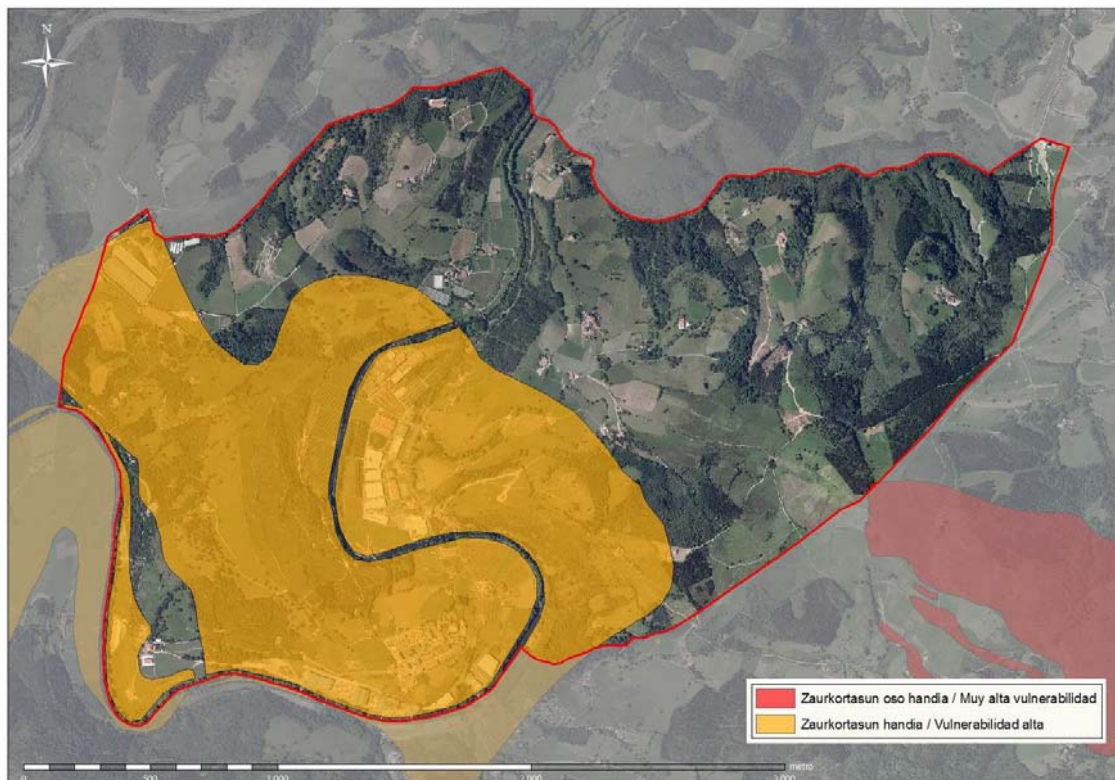 N
Zaurkortasun oso handia / Muy alta vulnerabilidad
Zaurkortasun handia / Vulnerabilidad alta
metro
0 500 1.000 2.000 3.000